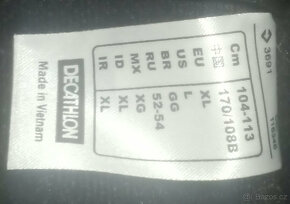 3691
Cm 104-113
中国 170/108B
EU XL
US L
BR GG
RU 52-54
MX XG
ID XL
IR XL
DECATHLON
Made in Vietnam